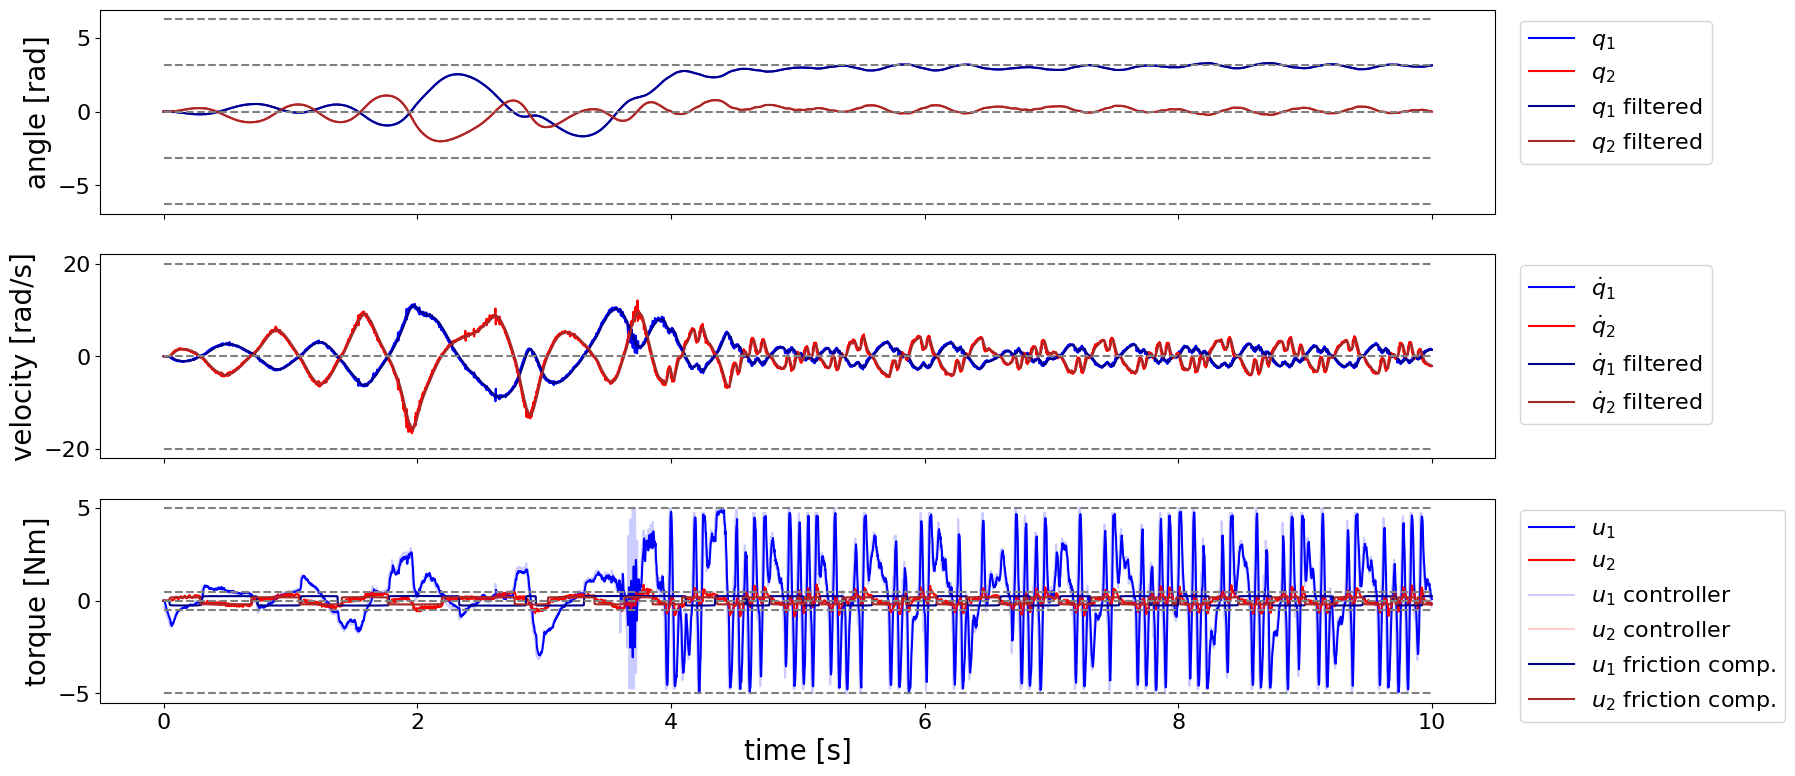 angle [rad]
5
0
−5
q₁
q₂
q₁ filtered
q₂ filtered
velocity [rad/s]
20
0
−20
q̇₁
q̇₂
q̇₁ filtered
q̇₂ filtered
torque [Nm]
5
0
−5
0 2 4 6 8 10
time [s]
u₁
u₂
u₁ controller
u₂ controller
u₁ friction comp.
u₂ friction comp.